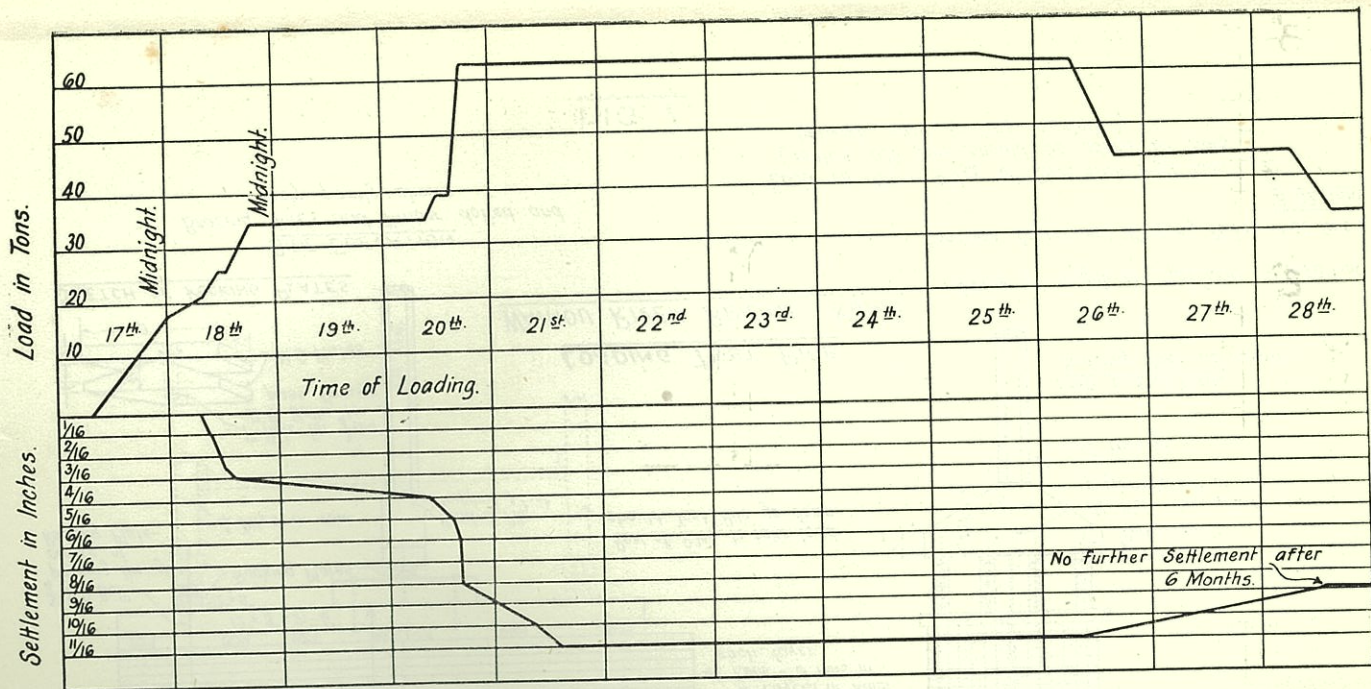 Load in Tons.
60
50
40
30
20
10
Midnight.
Midnight.
17th.
18th
19th.
20th.
21st.
22nd
23rd.
24th.
25th.
26th.
27th.
28th.
Time of Loading.
Settlement in Inches.
1/16
2/16
3/16
4/16
5/16
6/16
7/16
8/16
9/16
10/16
11/16
No further Settlement after
6 Months.